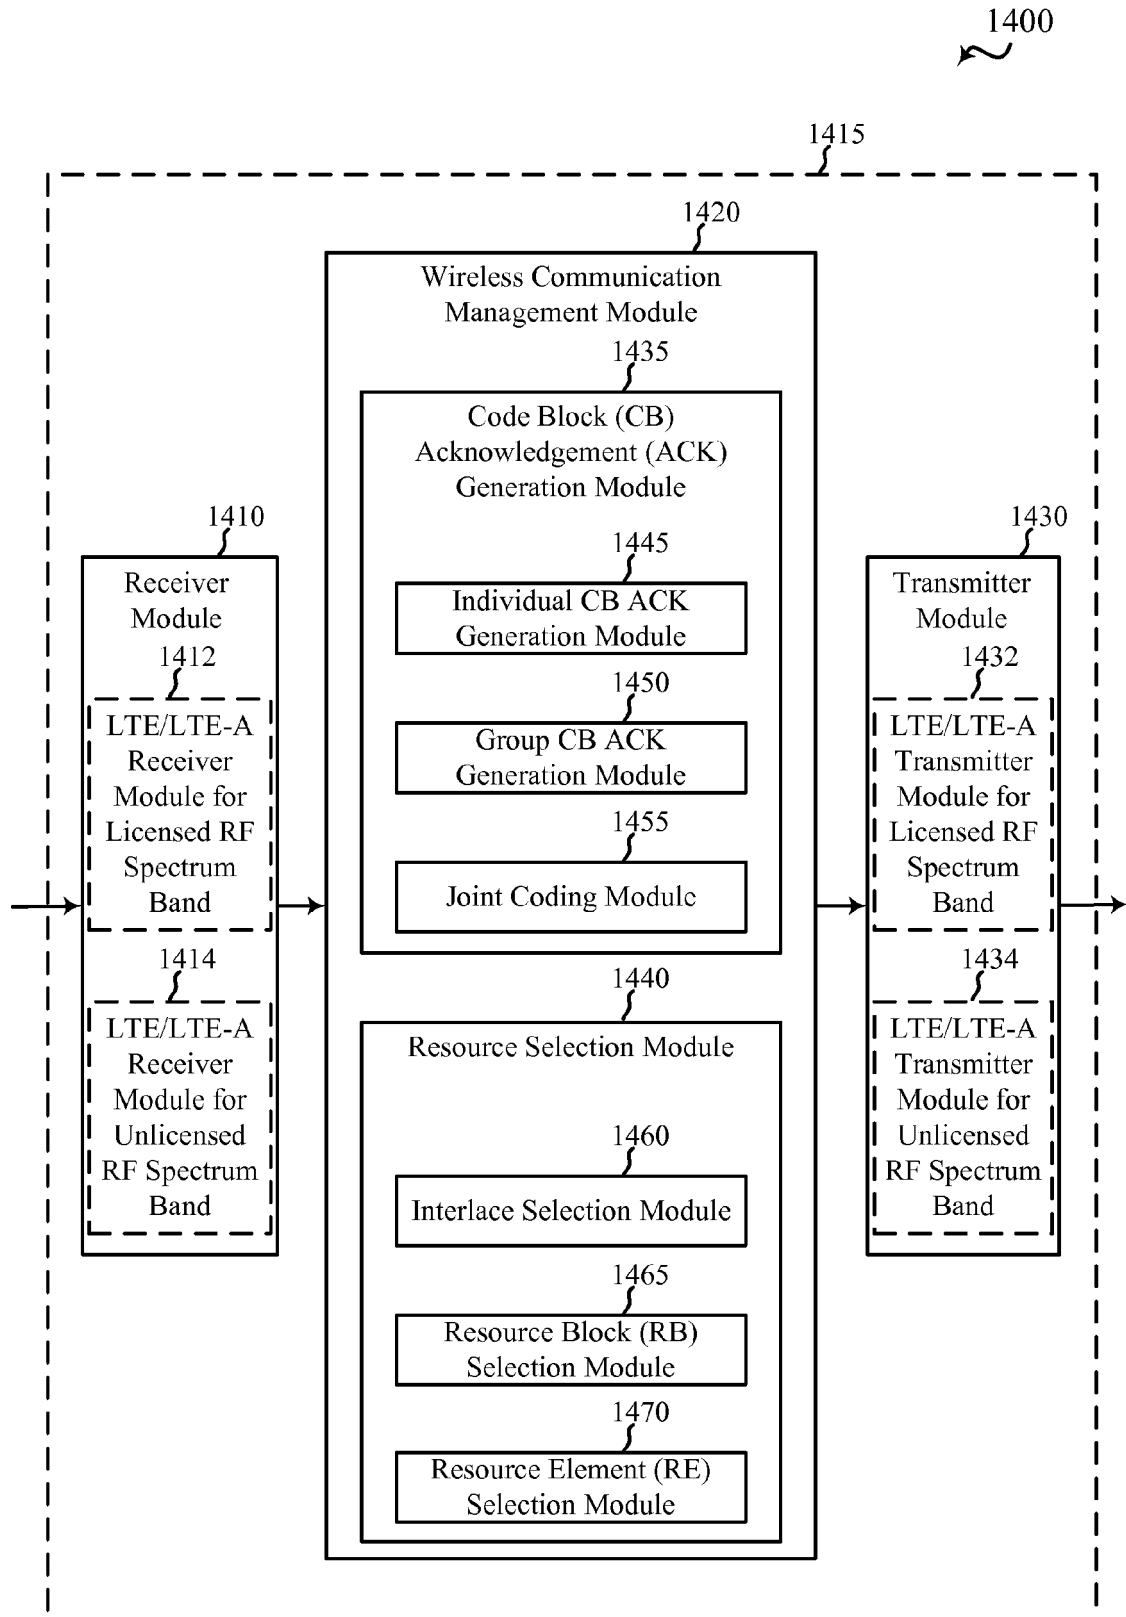 1400
1415
1420
Wireless Communication
Management Module
1435
Code Block (CB)
Acknowledgement (ACK)
Generation Module
1445
Individual CB ACK
Generation Module
1450
Group CB ACK
Generation Module
1455
Joint Coding Module
1440
Resource Selection Module
1460
Interlace Selection Module
1465
Resource Block (RB)
Selection Module
1470
Resource Element (RE)
Selection Module
1410
Receiver
Module
1412
LTE/LTE-A
Receiver
Module for
Licensed RF
Spectrum
Band
1414
LTE/LTE-A
Receiver
Module for
Unlicensed
RF Spectrum
Band
1430
Transmitter
Module
1432
LTE/LTE-A
Transmitter
Module for
Licensed RF
Spectrum
Band
1434
LTE/LTE-A
Transmitter
Module for
Unlicensed
RF Spectrum
Band